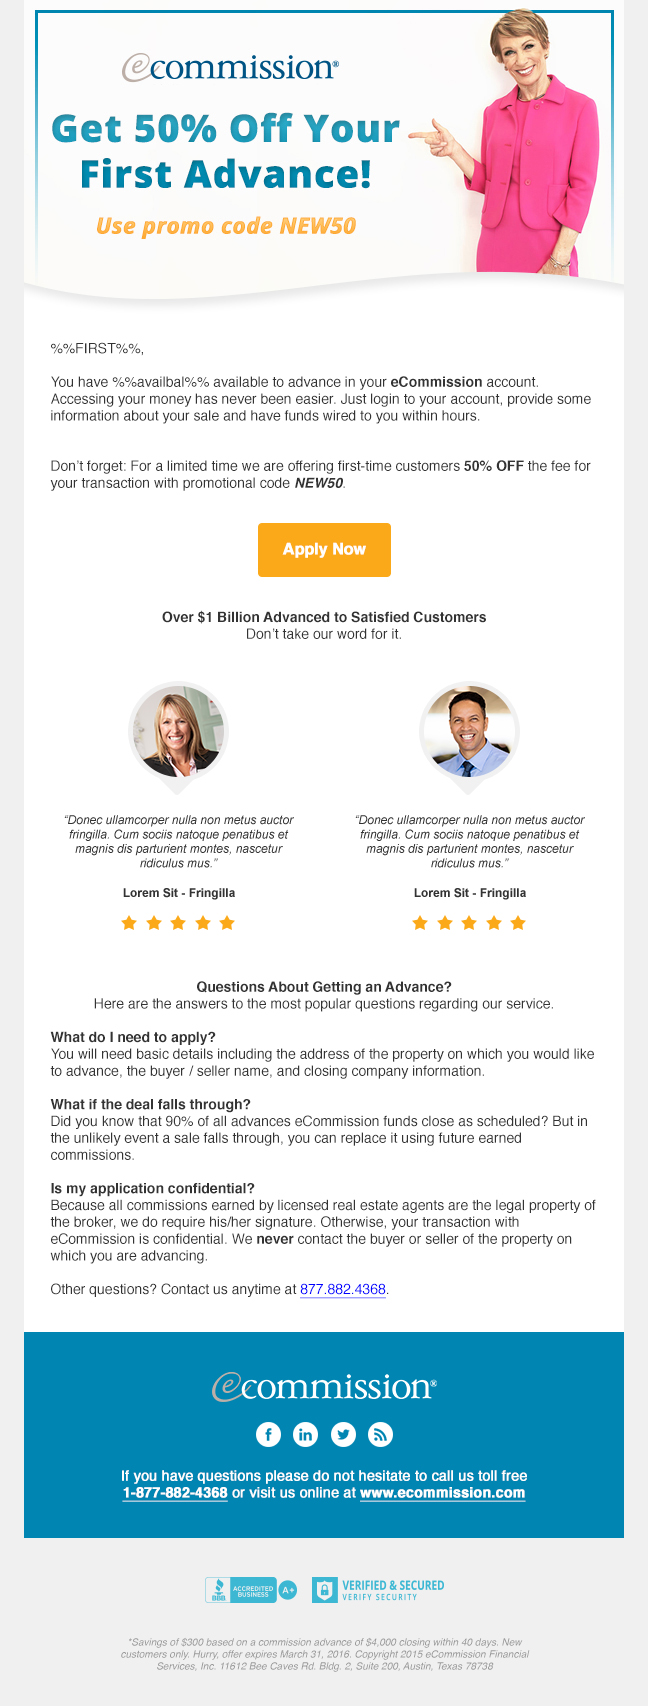 ecommission®
Get 50% Off Your
First Advance!
Use promo code NEW50
%%FIRST%%,
You have %%availbal%% available to advance in your eCommission account.
Accessing your money has never been easier. Just login to your account, provide some
information about your sale and have funds wired to you within hours.
Don't forget: For a limited time we are offering first-time customers 50% OFF the fee for
your transaction with promotional code NEW50.
Apply Now
Over $1 Billion Advanced to Satisfied Customers
Don't take our word for it.
“Donec ullamcorper nulla non metus auctor
fringilla. Cum sociis natoque penatibus et
magnis dis parturient montes, nascetur
ridiculus mus.”
Lorem Sit - Fringilla
“Donec ullamcorper nulla non metus auctor
fringilla. Cum sociis natoque penatibus et
magnis dis parturient montes, nascetur
ridiculus mus.”
Lorem Sit - Fringilla
Questions About Getting an Advance?
Here are the answers to the most popular questions regarding our service.
What do I need to apply?
You will need basic details including the address of the property on which you would like
to advance, the buyer / seller name, and closing company information.
What if the deal falls through?
Did you know that 90% of all advances eCommission funds close as scheduled? But in
the unlikely event a sale falls through, you can replace it using future earned
commissions.
Is my application confidential?
Because all commissions earned by licensed real estate agents are the legal property of
the broker, we do require his/her signature. Otherwise, your transaction with
eCommission is confidential. We never contact the buyer or seller of the property on
which you are advancing.
Other questions? Contact us anytime at 877.882.4368.
ecommission®
f in
If you have questions please do not hesitate to call us toll free
1-877-882-4368 or visit us online at www.ecommission.com
BBB ACCREDITED BUSINESS A+
VERIFIED & SECURED
VERIFY SECURITY
*Savings of $300 based on a commission advance of $4,000 closing within 40 days. New
customers only. Hurry, offer expires March 31, 2016. Copyright 2015 eCommission Financial
Services, Inc. 11612 Bee Caves Rd. Bldg. 2, Suite 200, Austin, Texas 78738